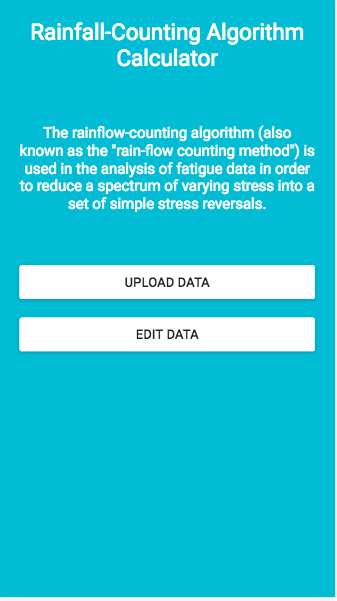 Rainfall-Counting Algorithm
Calculator
The rainflow-counting algorithm (also
known as the "rain-flow counting method") is
used in the analysis of fatigue data in order
to reduce a spectrum of varying stress into a
set of simple stress reversals.
UPLOAD DATA
EDIT DATA